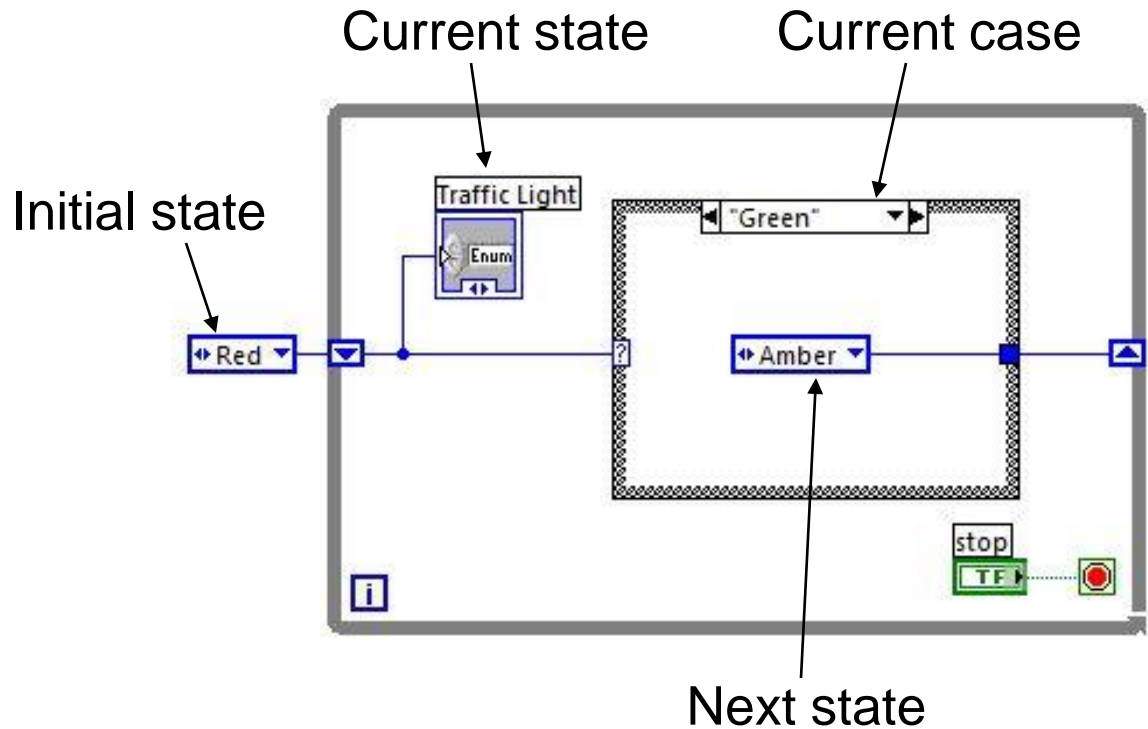 Current state
Current case
Initial state
Traffic Light
Enum
"Green"
Red
?
Amber
stop
TF
i
Next state